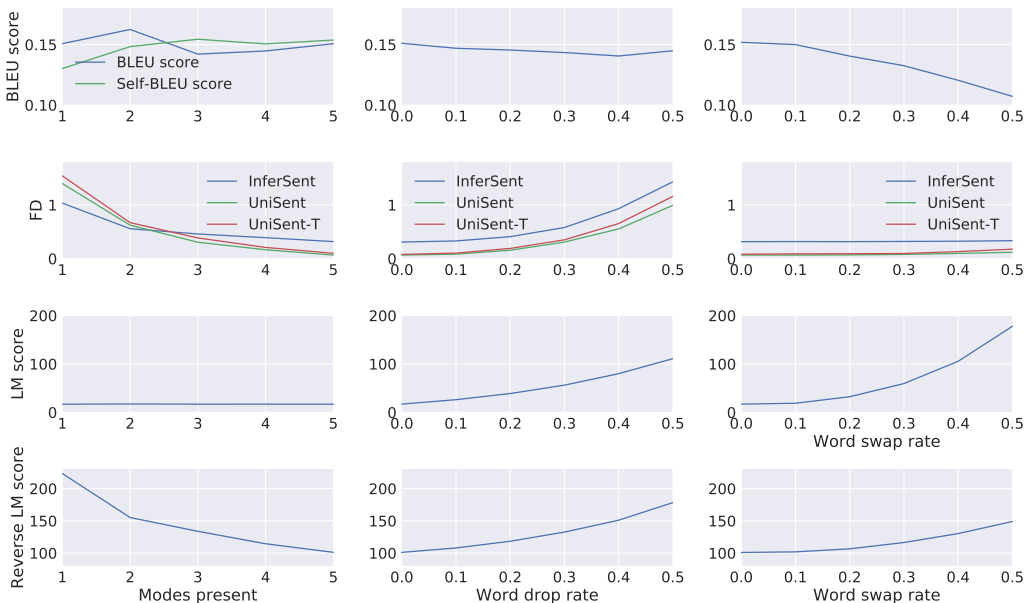 BLEU score
0.15
0.10
BLEU score
Self-BLEU score
1 2 3 4 5
0.15
0.10
0.0 0.1 0.2 0.3 0.4 0.5
0.15
0.10
0.0 0.1 0.2 0.3 0.4 0.5
FD
1
0
InferSent
UniSent
UniSent-T
1 2 3 4 5
1
0
InferSent
UniSent
UniSent-T
0.0 0.1 0.2 0.3 0.4 0.5
1
0
InferSent
UniSent
UniSent-T
0.0 0.1 0.2 0.3 0.4 0.5
LM score
200
100
0
1 2 3 4 5
200
100
0
0.0 0.1 0.2 0.3 0.4 0.5
200
100
0
0.0 0.1 0.2 0.3 0.4 0.5
Word swap rate
Reverse LM score
200
150
100
1 2 3 4 5
Modes present
200
150
100
0.0 0.1 0.2 0.3 0.4 0.5
Word drop rate
200
150
100
0.0 0.1 0.2 0.3 0.4 0.5
Word swap rate